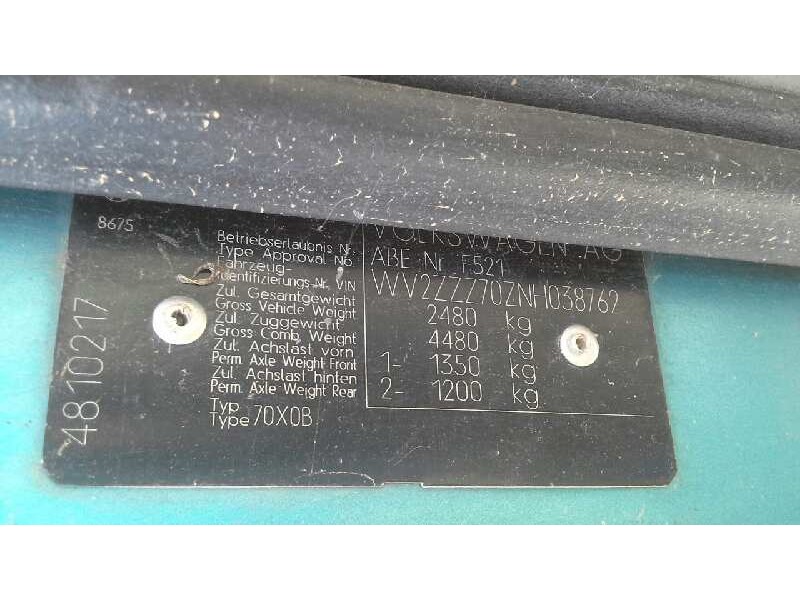 8675
VOLKSWAGEN AG
Betriebserlaubnis Nr.
Type Approval No. ABE Nr. F521
Fahrzeug-
Identifizierungs Nr. VIN WV2ZZZ70ZNH038762
Zul. Gesamtgewicht
Gross Vehicle Weight 2480 kg
Zul. Zuggewicht
Gross Comb. Weight 4480 kg
Zul. Achslast vorn
Perm. Axle Weight Front 1- 1350 kg
Zul. Achslast hinten
Perm. Axle Weight Rear 2- 1200 kg
Typ
Type 70X0B
4810217